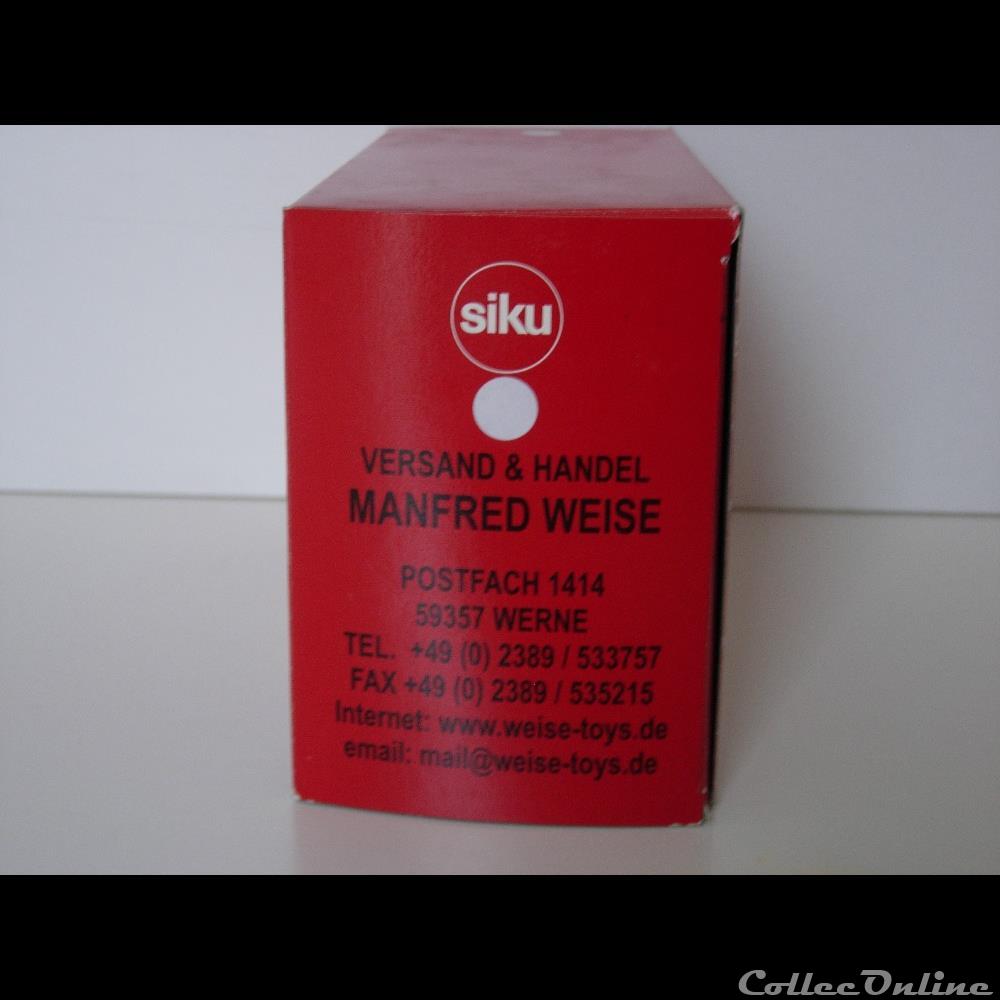 siku
VERSAND & HANDEL
MANFRED WEISE
POSTFACH 1414
59357 WERNE
TEL. +49 (0) 2389 / 533757
FAX +49 (0) 2389 / 535215
Internet: www.weise-toys.de
email: mail@weise-toys.de
CollecOnline